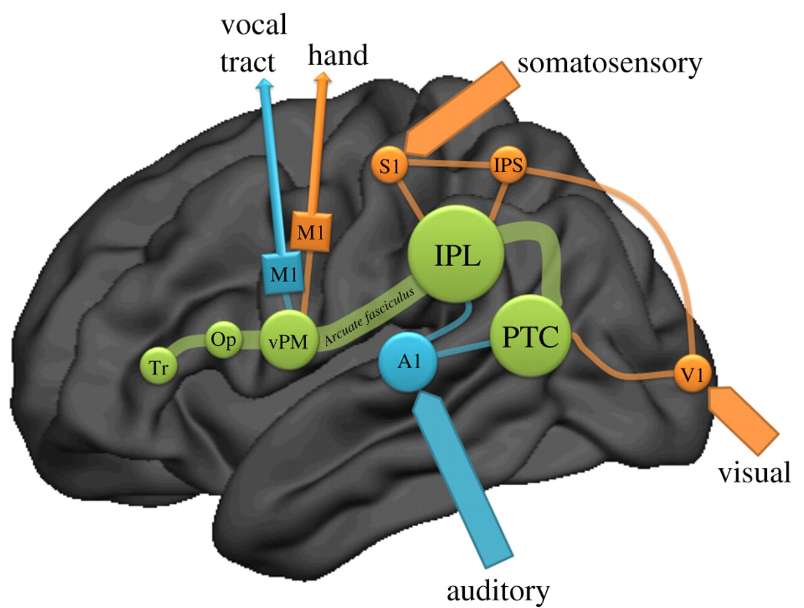 vocal
tract
hand
somatosensory
S1
IPS
M1
M1
IPL
Arcuate fasciculus
Tr
Op
vPM
A1
PTC
V1
visual
auditory